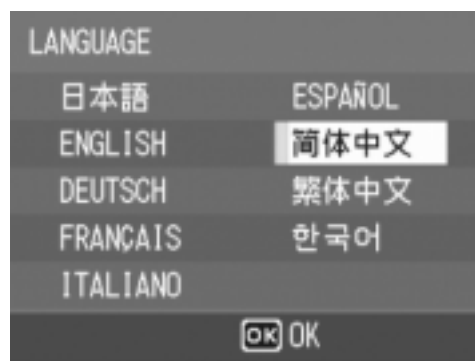 LANGUAGE
日本語 ESPAÑOL
ENGLISH 简体中文
DEUTSCH 繁体中文
FRANÇAIS 한국어
ITALIANO
OK OK